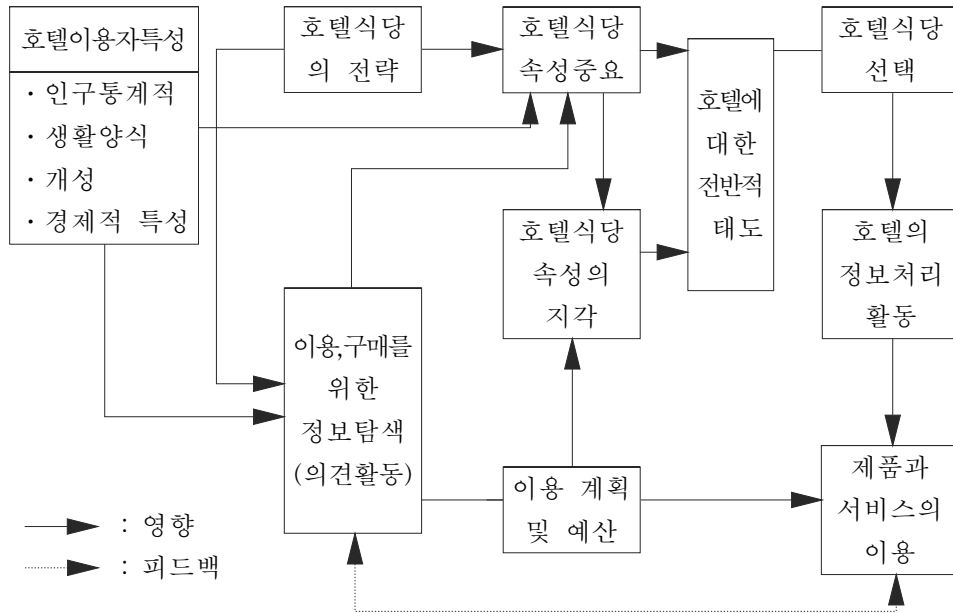 호텔이용자특성
· 인구통계적
· 생활양식
· 개성
· 경제적 특성
호텔식당
의 전략
호텔식당
속성중요
호텔에
대한
전반적
태도
호텔식당
선택
호텔식당
속성의
지각
호텔의
정보처리
활동
이용,구매를
위한
정보탐색
(의견활동)
이용 계획
및 예산
제품과
서비스의
이용
: 영향
: 피드백